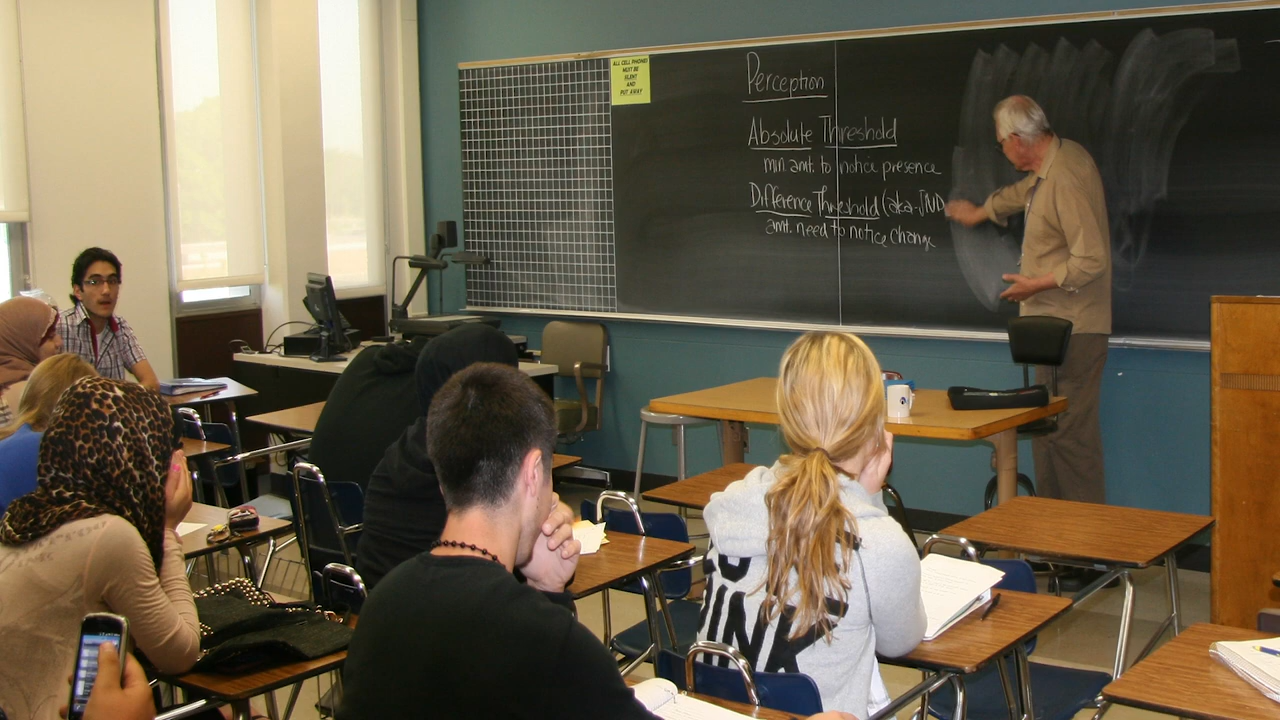 ALL CELL PHONES
MUST BE
SILENT
AND
PUT AWAY
Perception
Absolute Threshold
min. amt. to notice presence
Difference Threshold (aka-JND
amt. need to notice change